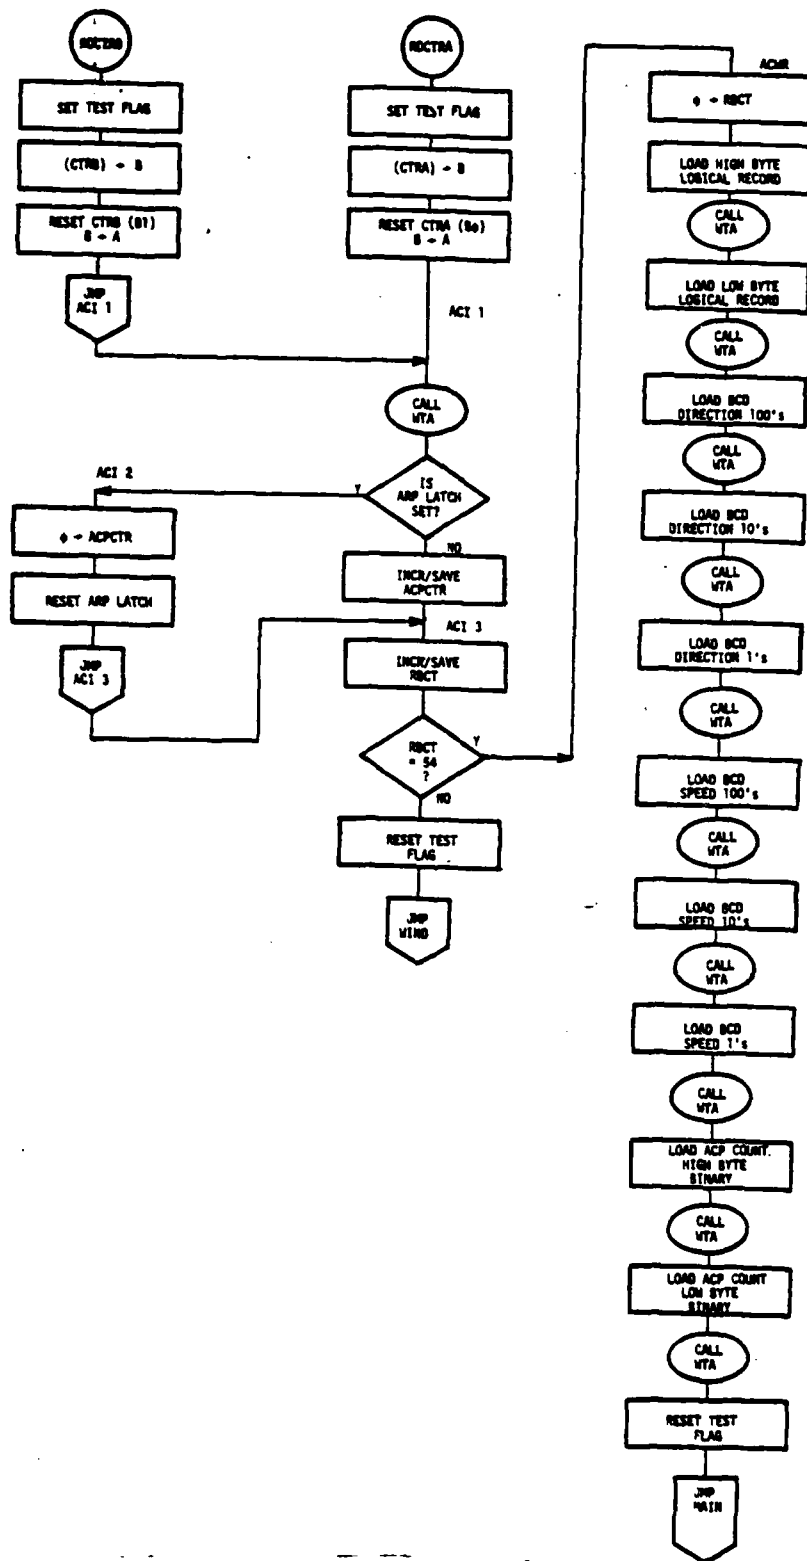 RDCTRB
SET TEST FLAG
(CTRB) → B
RESET CTRB (B1)
B → A
JMP
ACI 1
RDCTRA
SET TEST FLAG
(CTRA) → B
RESET CTRA (B0)
B → A
ACI 1
CALL
WTA
IS
ARP LATCH
SET?
Y
NO
ACI 2
φ → ACPCTR
RESET ARP LATCH
JMP
ACI 3
INCR/SAVE
ACPCTR
ACI 3
INCR/SAVE
RBCT
RBCT
= 54
?
Y
NO
RESET TEST
FLAG
JMP
WIND
ACWR
φ → RBCT
LOAD HIGH BYTE
LOGICAL RECORD
CALL
WTA
LOAD LOW BYTE
LOGICAL RECORD
CALL
WTA
LOAD BCD
DIRECTION 100's
CALL
WTA
LOAD BCD
DIRECTION 10's
CALL
WTA
LOAD BCD
DIRECTION 1's
CALL
WTA
LOAD BCD
SPEED 100's
CALL
WTA
LOAD BCD
SPEED 10's
CALL
WTA
LOAD BCD
SPEED 1's
CALL
WTA
LOAD ACP COUNT.
HIGH BYTE
BINARY
CALL
WTA
LOAD ACP COUNT
LOW BYTE
BINARY
CALL
WTA
RESET TEST
FLAG
JMP
MAIN